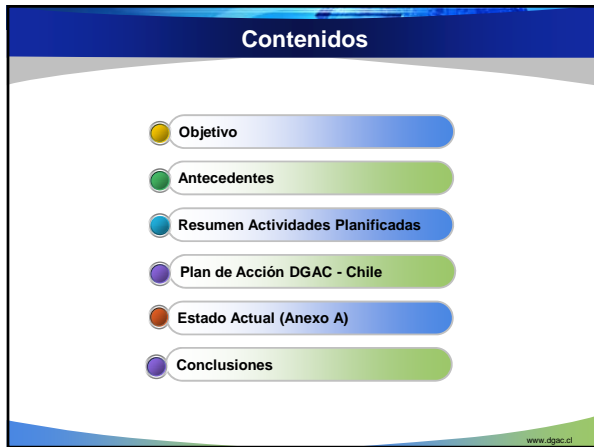 Contenidos
Objetivo
Antecedentes
Resumen Actividades Planificadas
Plan de Acción DGAC - Chile
Estado Actual (Anexo A)
Conclusiones
www.dgac.cl